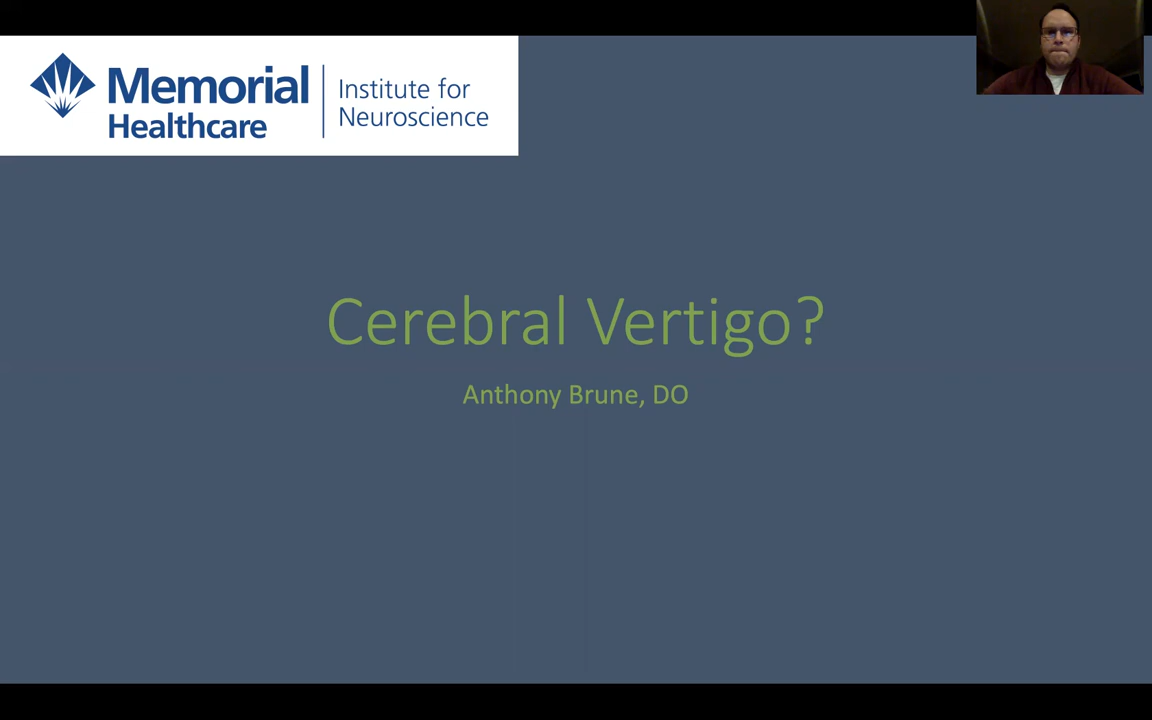 Memorial
Healthcare
Institute for
Neuroscience
Cerebral Vertigo?
Anthony Brune, DO